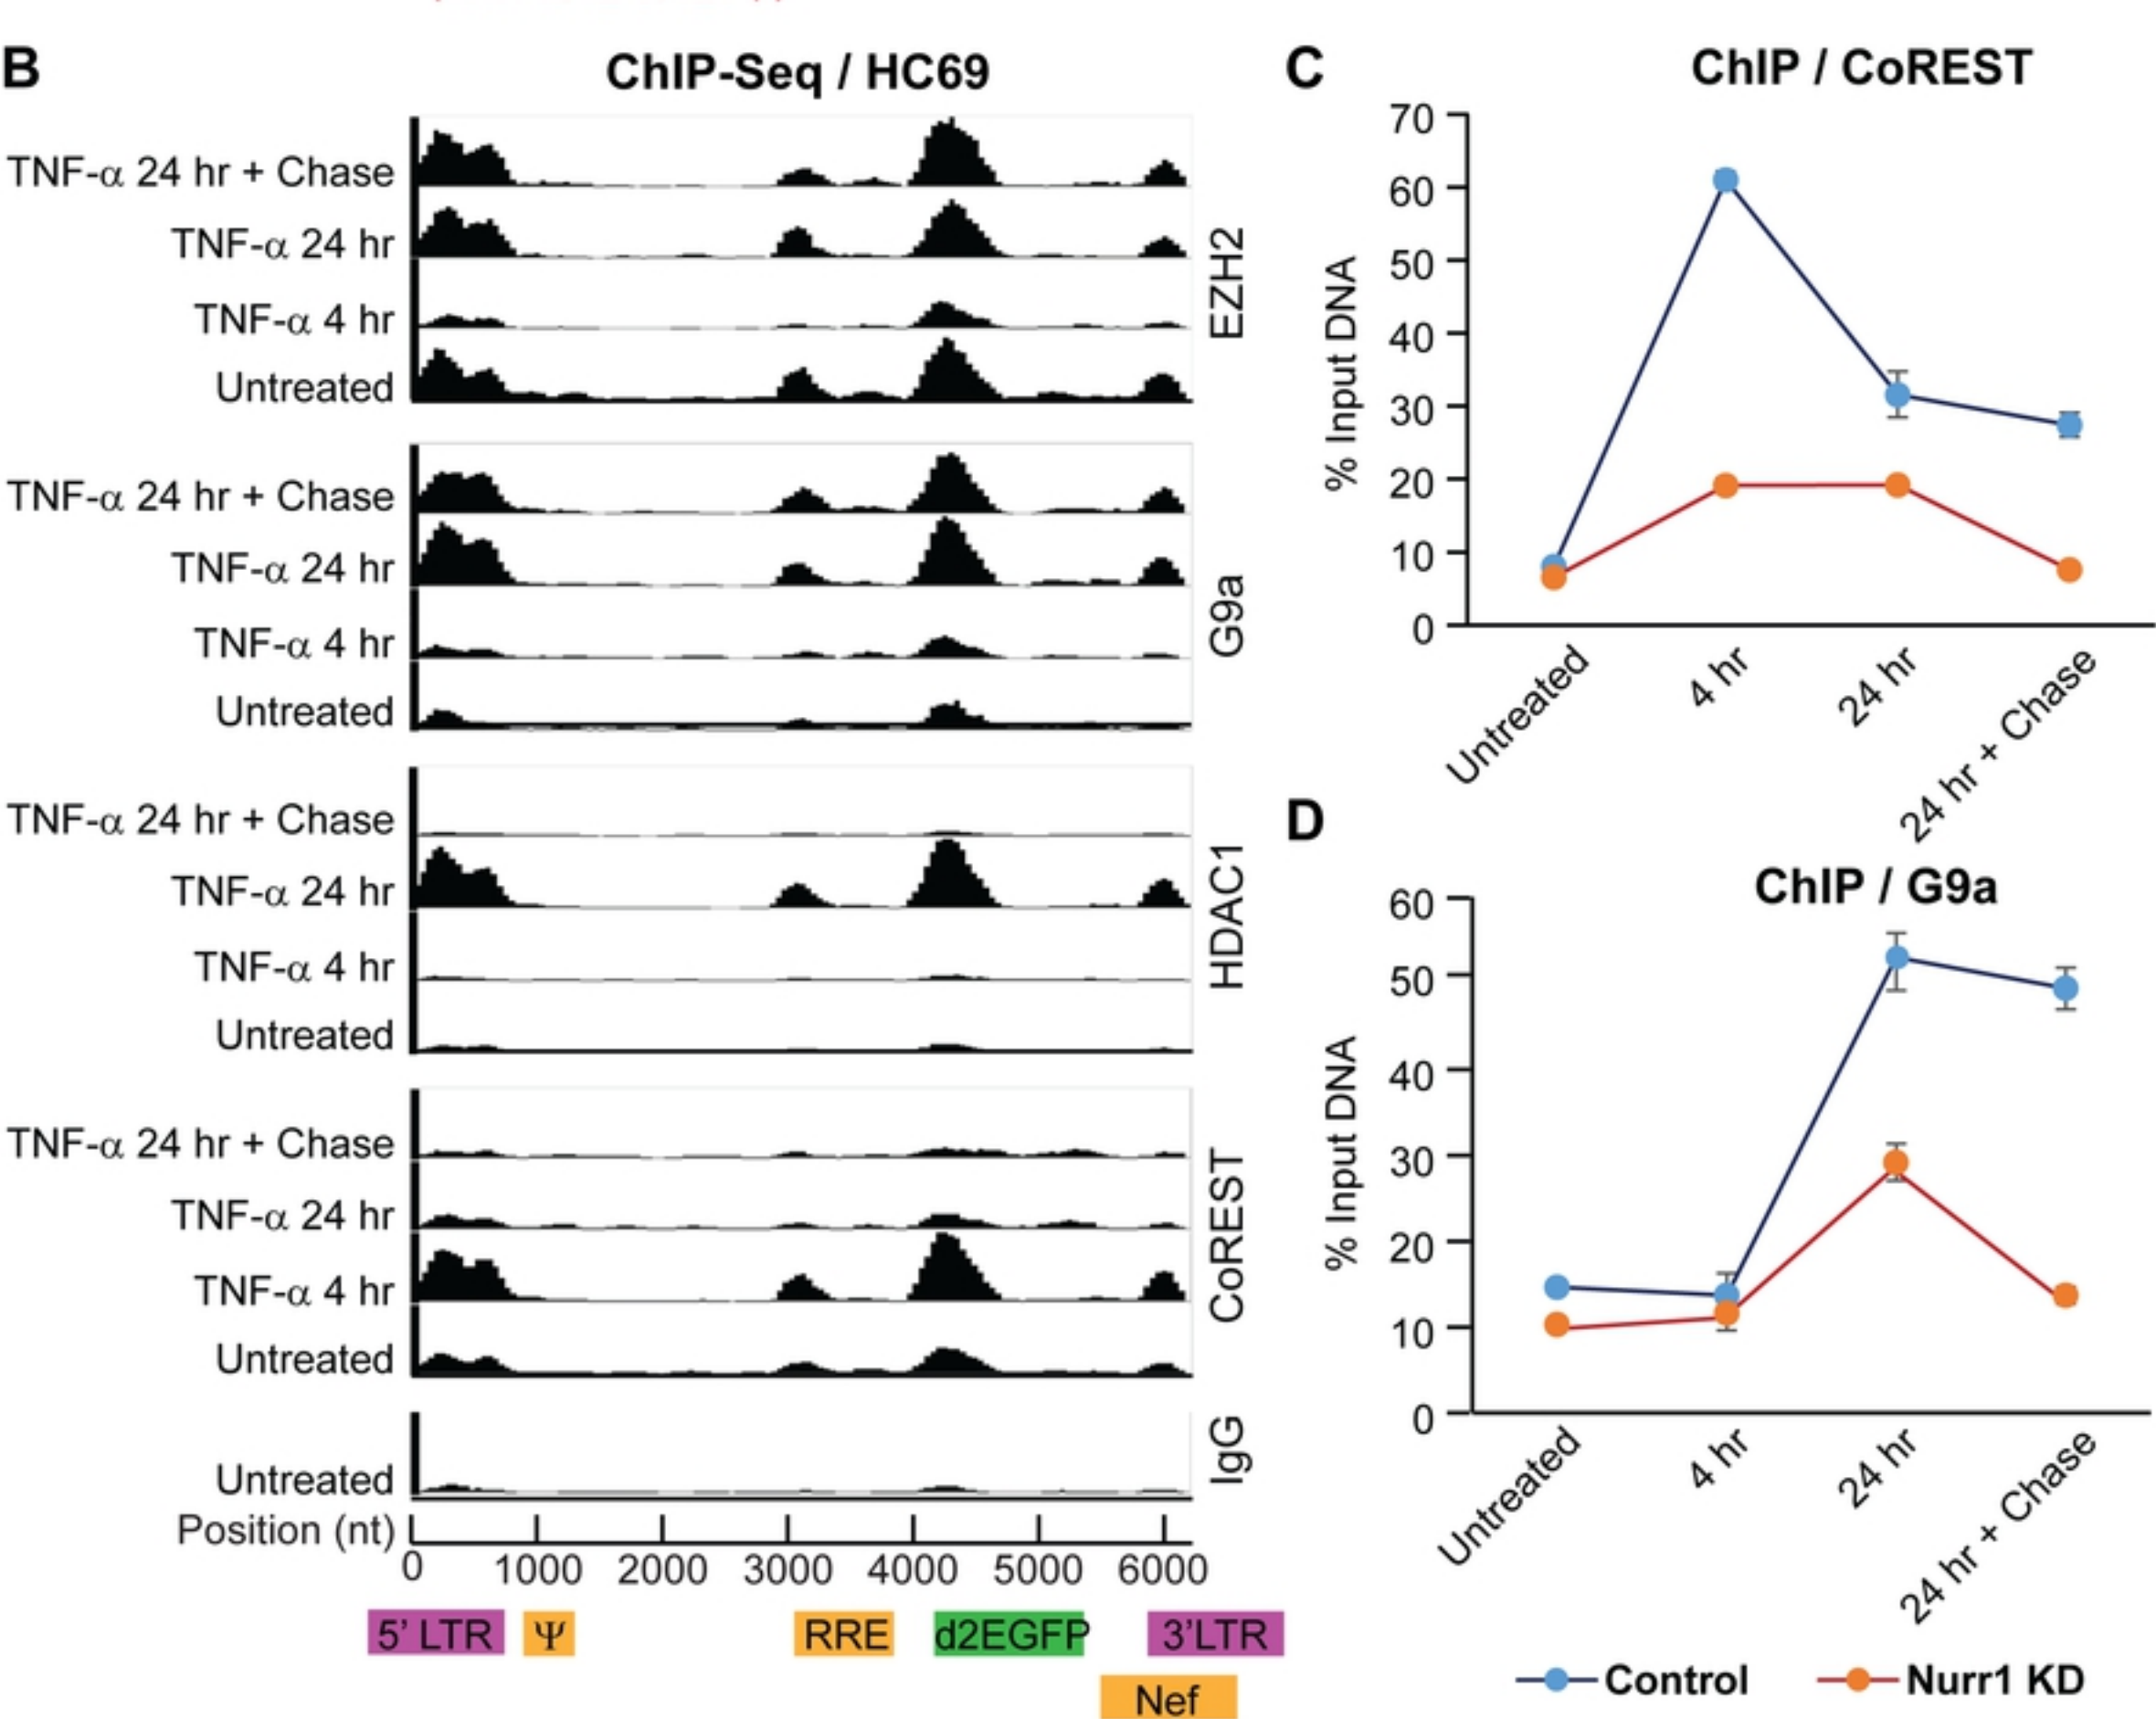 B
ChIP-Seq / HC69
TNF-α 24 hr + Chase
TNF-α 24 hr
TNF-α 4 hr
Untreated
EZH2
TNF-α 24 hr + Chase
TNF-α 24 hr
TNF-α 4 hr
Untreated
G9a
TNF-α 24 hr + Chase
TNF-α 24 hr
TNF-α 4 hr
Untreated
HDAC1
TNF-α 24 hr + Chase
TNF-α 24 hr
TNF-α 4 hr
Untreated
CoREST
Untreated
IgG
Position (nt)
0 1000 2000 3000 4000 5000 6000
5' LTR Ψ RRE d2EGFP 3'LTR
Nef
C
ChIP / CoREST
% Input DNA
70
60
50
40
30
20
10
0
Untreated
4 hr
24 hr
24 hr + Chase
D
ChIP / G9a
% Input DNA
60
50
40
30
20
10
0
Untreated
4 hr
24 hr
24 hr + Chase
Control Nurr1 KD